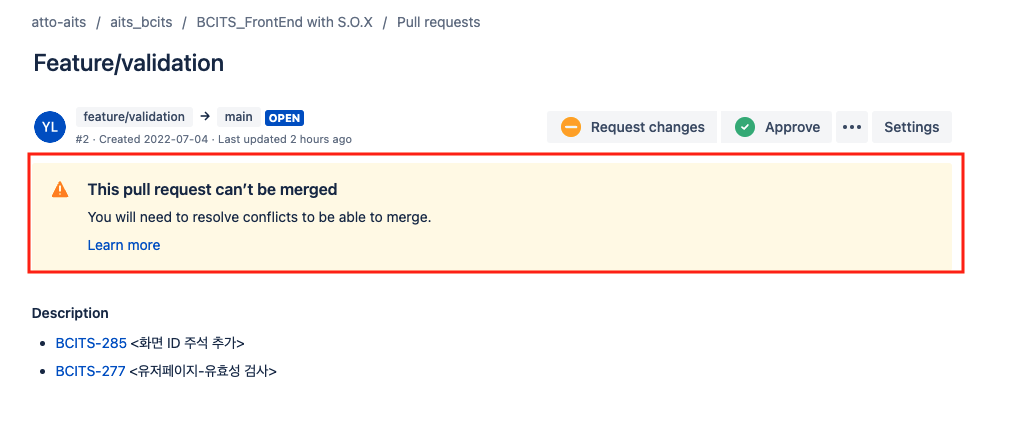 atto-aits / aits_bcits / BCITS_FrontEnd with S.O.X / Pull requests
Feature/validation
YL
feature/validation → main OPEN
#2 · Created 2022-07-04 · Last updated 2 hours ago
Request changes Approve ••• Settings
This pull request can’t be merged
You will need to resolve conflicts to be able to merge.
Learn more
Description
• BCITS-285 <화면 ID 주석 추가>
• BCITS-277 <유저페이지-유효성 검사>